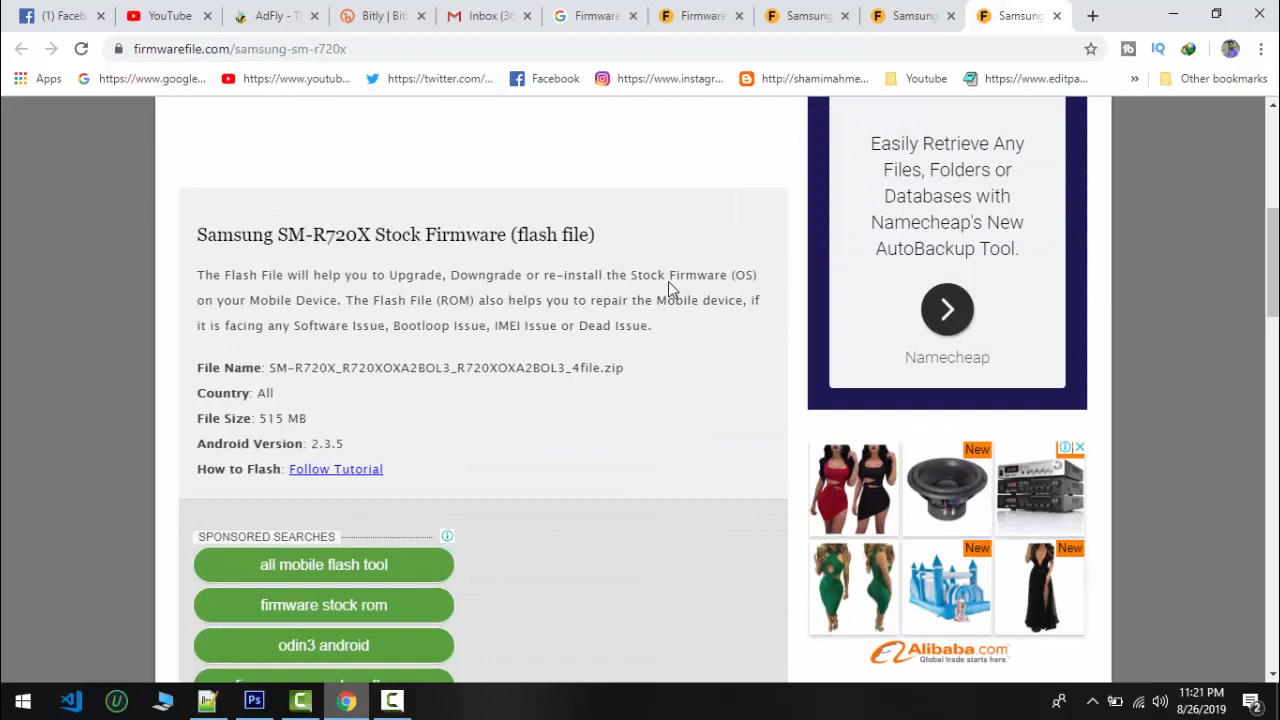 (36) Faceb
YouTube
AdFly - T
Bitly | Bit
Inbox (36
Firmware
Firmware
Samsung
Samsung
Samsung
firmwarefile.com/samsung-sm-r720x
Apps
https://www.google...
https://www.youtub...
https://twitter.com/...
Facebook
https://www.instagr...
http://shamimahme...
Youtube
https://www.editpa...
»
Other bookmarks
Easily Retrieve Any
Files, Folders or
Databases with
Namecheap's New
AutoBackup Tool.
Namecheap
Samsung SM-R720X Stock Firmware (flash file)
The Flash File will help you to Upgrade, Downgrade or re-install the Stock Firmware (OS)
on your Mobile Device. The Flash File (ROM) also helps you to repair the Mobile device, if
it is facing any Software Issue, Bootloop Issue, IMEI Issue or Dead Issue.
File Name: SM-R720X_R720XOXA2BOL3_R720XOXA2BOL3_4file.zip
Country: All
File Size: 515 MB
Android Version: 2.3.5
How to Flash: Follow Tutorial
New
New
New
Alibaba.com
Global trade starts here.™
SPONSORED SEARCHES
all mobile flash tool
firmware stock rom
odin3 android
11:21 PM
8/26/2019
2